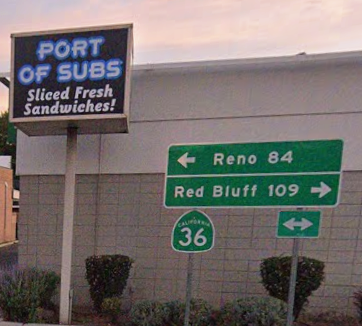 PORT
OF SUBS
Sliced Fresh
Sandwiches!
← Reno 84
Red Bluff 109 →
CALIFORNIA
36
↔